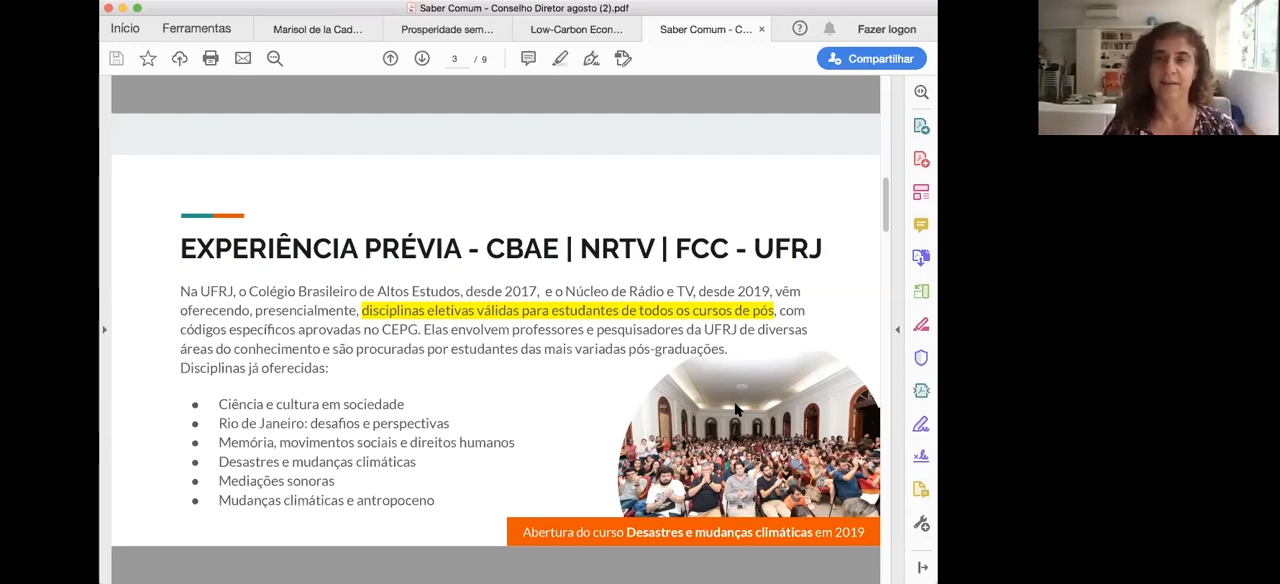 Saber Comum - Conselho Diretor agosto (2).pdf
Início
Ferramentas
Marisol de la Cad...
Prosperidade sem...
Low-Carbon Econ...
Saber Comum - C... ×
Fazer logon
3 / 9
Compartilhar
EXPERIÊNCIA PRÉVIA - CBAE | NRTV | FCC - UFRJ
Na UFRJ, o Colégio Brasileiro de Altos Estudos, desde 2017, e o Núcleo de Rádio e TV, desde 2019, vêm
oferecendo, presencialmente, disciplinas eletivas válidas para estudantes de todos os cursos de pós, com
códigos específicos aprovadas no CEPG. Elas envolvem professores e pesquisadores da UFRJ de diversas
áreas do conhecimento e são procuradas por estudantes das mais variadas pós-graduações.
Disciplinas já oferecidas:
● Ciência e cultura em sociedade
● Rio de Janeiro: desafios e perspectivas
● Memória, movimentos sociais e direitos humanos
● Desastres e mudanças climáticas
● Mediações sonoras
● Mudanças climáticas e antropoceno
Abertura do curso Desastres e mudanças climáticas em 2019